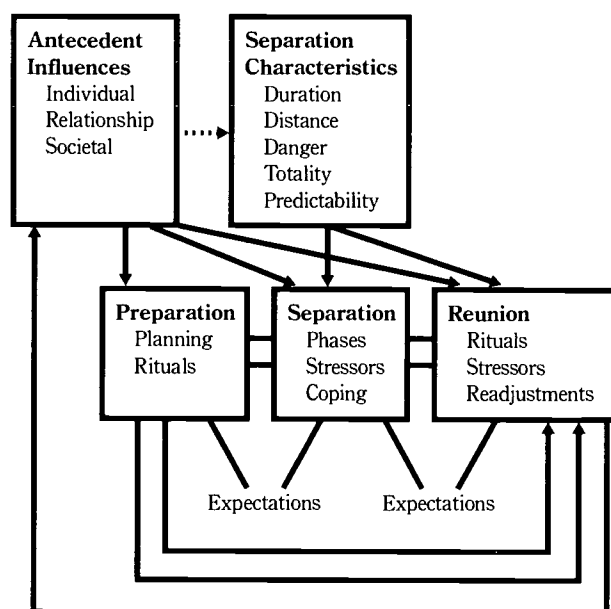 Antecedent
Influences
Individual
Relationship
Societal
Separation
Characteristics
Duration
Distance
Danger
Totality
Predictability
Preparation
Planning
Rituals
Separation
Phases
Stressors
Coping
Reunion
Rituals
Stressors
Readjustments
Expectations
Expectations